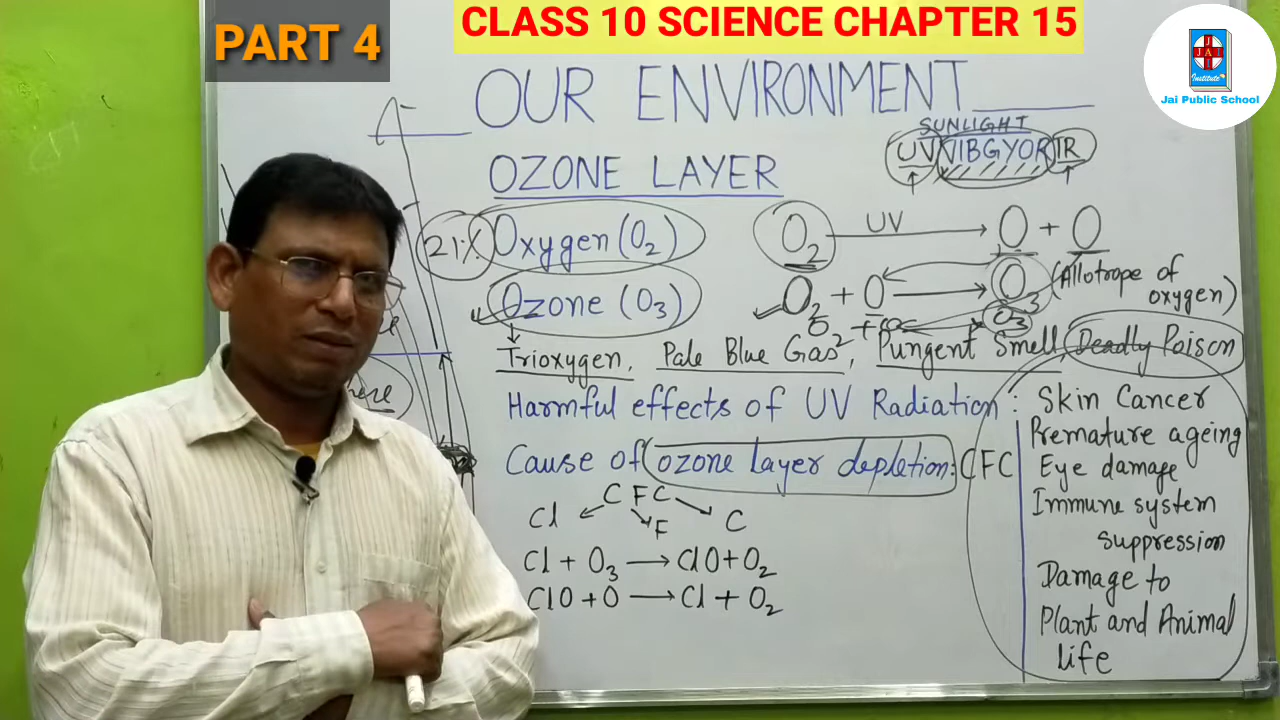 PART 4
CLASS 10 SCIENCE CHAPTER 15
JAI
Institute
Jai Public School
OUR ENVIRONMENT
SUNLIGHT
UV VIBGYOR IR
OZONE LAYER
21% Oxygen (O₂)
O₂ UV → O + O
Ozone (O₃)
O₂ + O → O₃ (Allotrope of
oxygen)
O₃
Trioxygen, Pale Blue Gas, Pungent Smell, Deadly Poison
Harmful effects of UV Radiation : Skin Cancer
Premature ageing
Eye damage
Immune system
suppression
Damage to
Plant and Animal
life
Cause of ozone layer depletion: CFC
CFC
Cl F C
Cl + O₃ → ClO + O₂
ClO + O → Cl + O₂